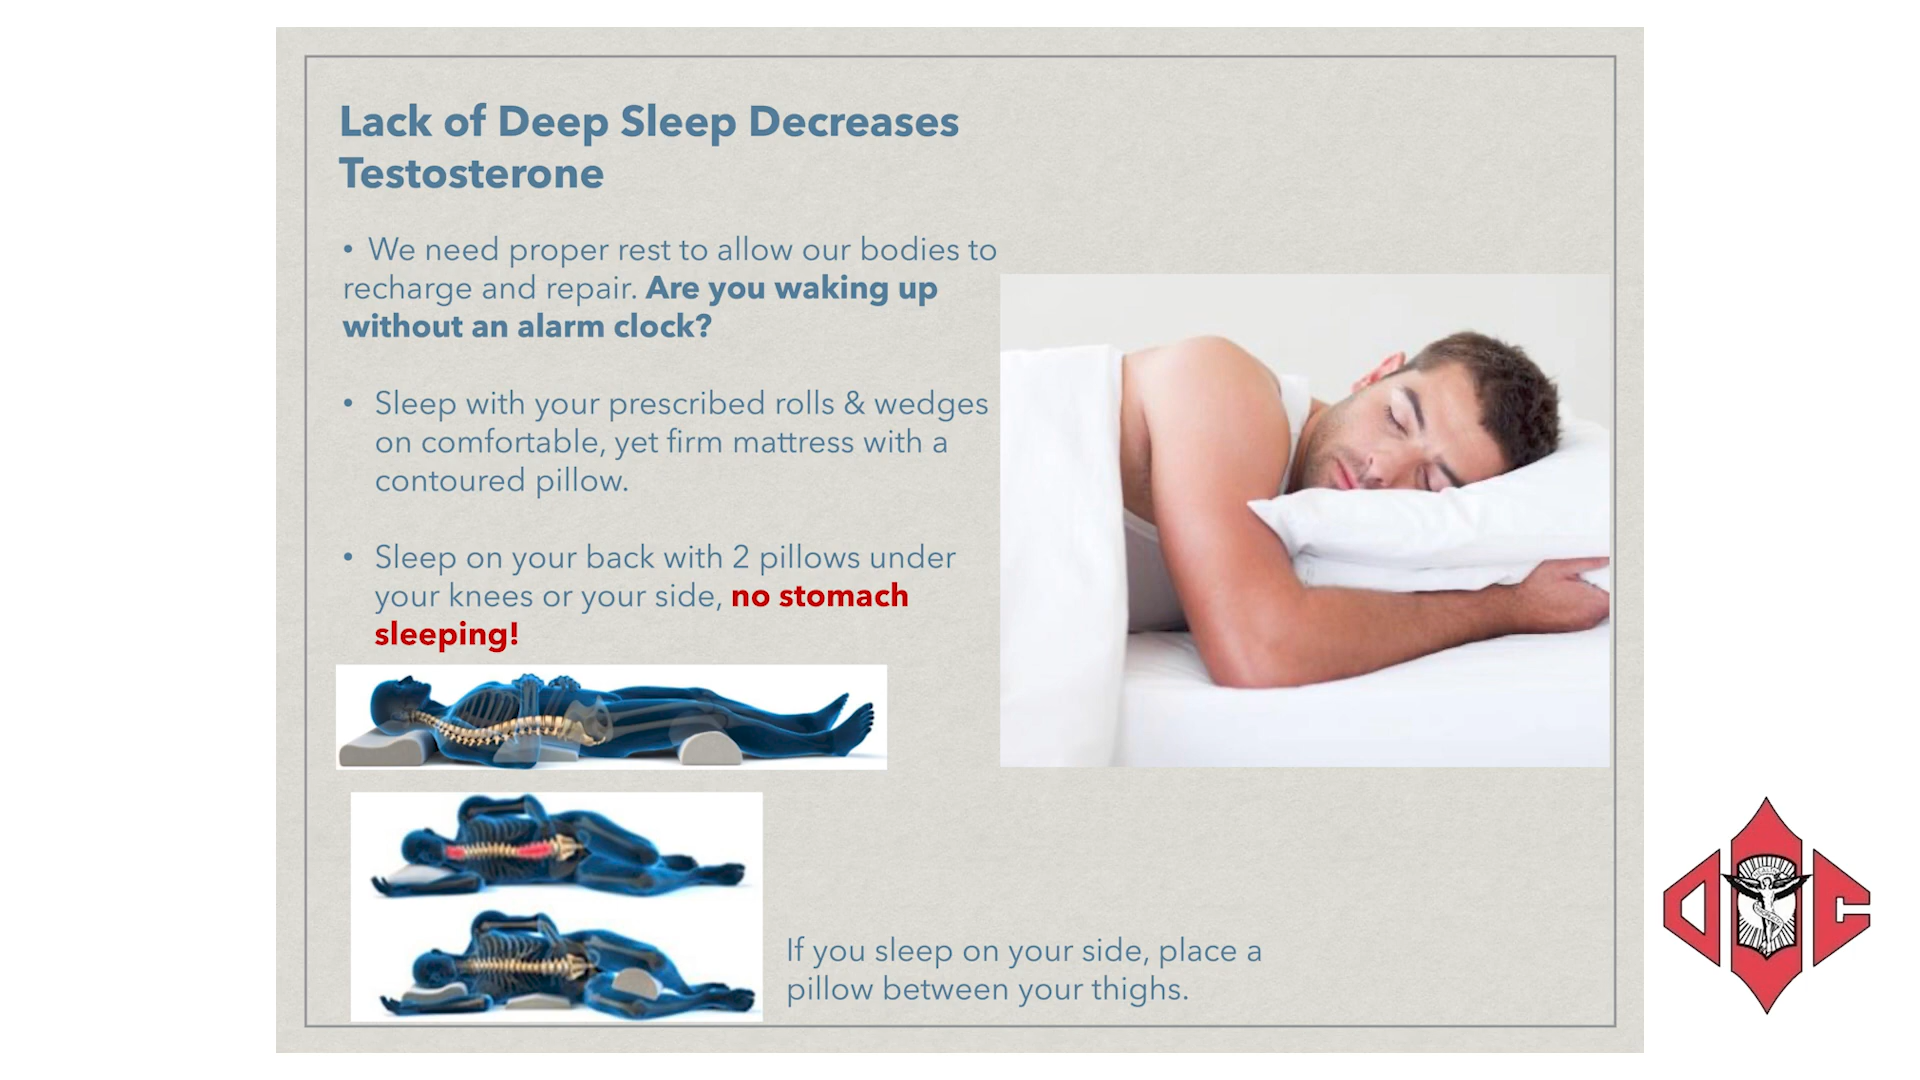 Lack of Deep Sleep Decreases
Testosterone
• We need proper rest to allow our bodies to
recharge and repair. Are you waking up
without an alarm clock?
• Sleep with your prescribed rolls & wedges
on comfortable, yet firm mattress with a
contoured pillow.
• Sleep on your back with 2 pillows under
your knees or your side, no stomach
sleeping!
If you sleep on your side, place a
pillow between your thighs.